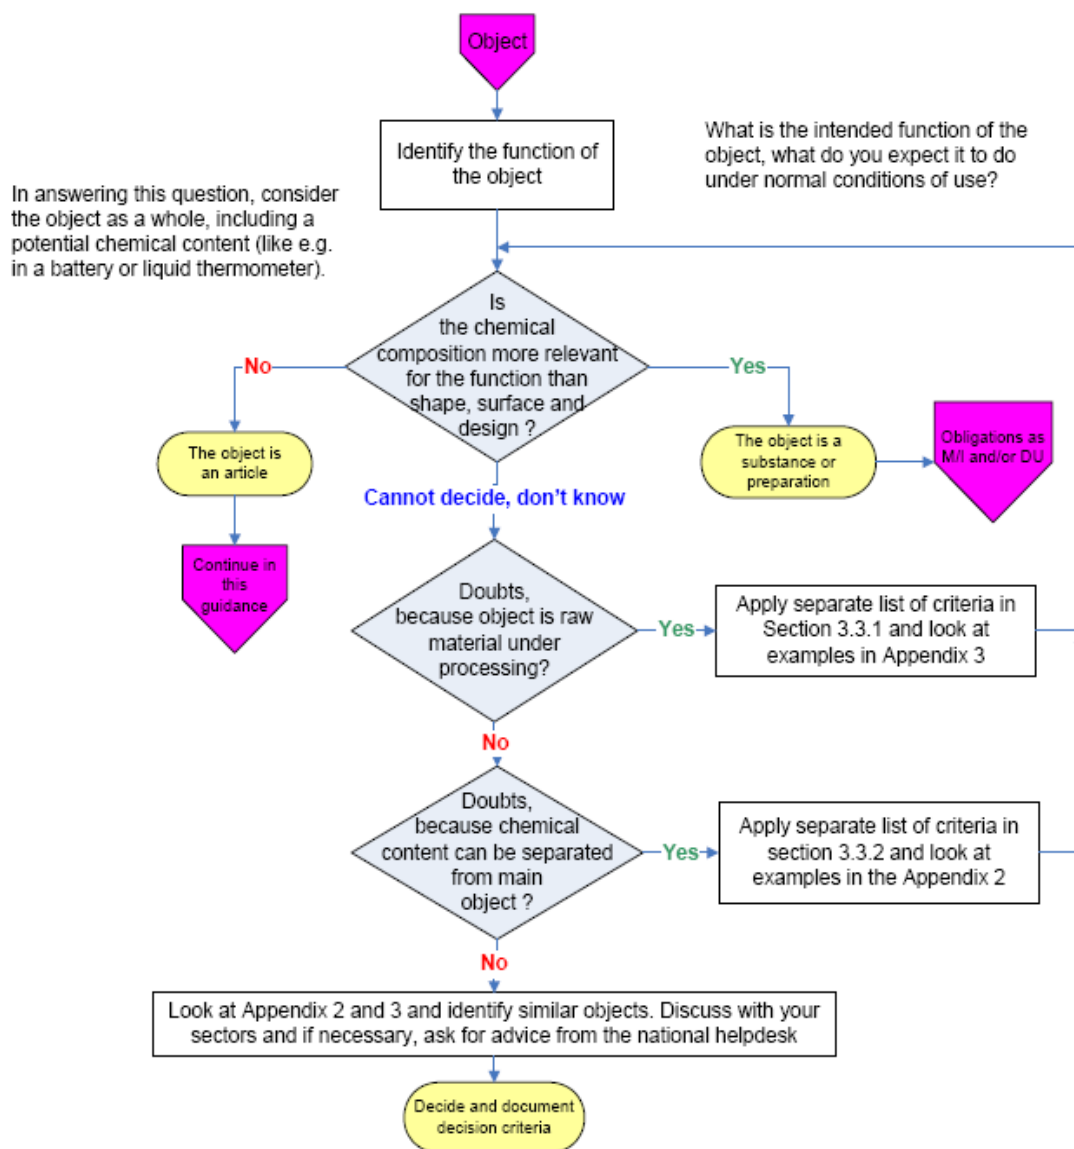 Object
Identify the function of
the object
What is the intended function of the
object, what do you expect it to do
under normal conditions of use?
In answering this question, consider
the object as a whole, including a
potential chemical content (like e.g.
in a battery or liquid thermometer).
Is
the chemical
composition more relevant
for the function than
shape, surface and
design ?
No
Yes
The object is
an article
The object is a
substance or
preparation
Obligations as
M/I and/or DU
Cannot decide, don't know
Continue in
this
guidance
Doubts,
because object is raw
material under
processing?
Yes
Apply separate list of criteria in
Section 3.3.1 and look at
examples in Appendix 3
No
Doubts,
because chemical
content can be separated
from main
object ?
Yes
Apply separate list of criteria in
section 3.3.2 and look at
examples in the Appendix 2
No
Look at Appendix 2 and 3 and identify similar objects. Discuss with your
sectors and if necessary, ask for advice from the national helpdesk
Decide and document
decision criteria